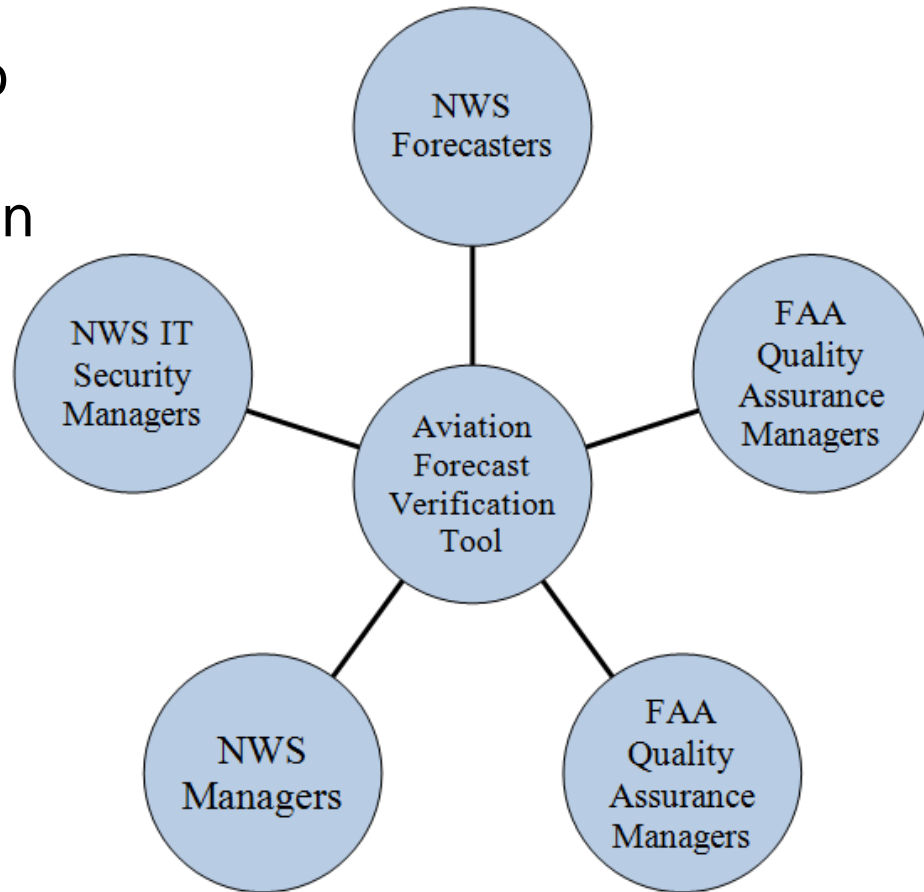 NWS
Forecasters
n
NWS IT
Security
Managers
FAA
Quality
Assurance
Managers
Aviation
Forecast
Verification
Tool
NWS
Managers
FAA
Quality
Assurance
Managers